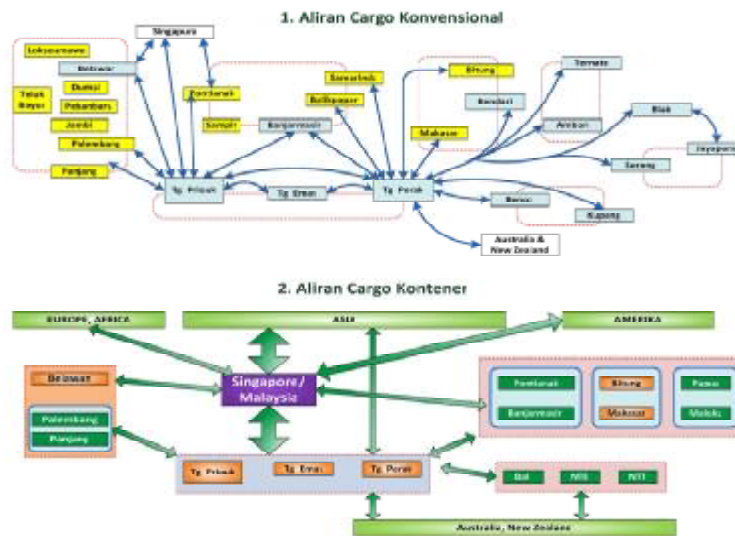 1. Aliran Cargo Konvensional
Singapura
Lokseumawe
Belawan
Dumai
Teluk
Bayur
Pekanbaru
Jambi
Palembang
Panjang
Pontianak
Sampit
Banjarmasin
Samarinda
Balikpapan
Bitung
Kendari
Makasar
Ternate
Ambon
Biak
Jayapura
Sorong
Tg. Priouk
Tg. Emas
Tg. Perak
Benoa
Kupang
Australia &
New Zealand
2. Aliran Cargo Kontener
EUROPE, AFRICA
ASIA
AMERIKA
Belawan
Palembang
Panjang
Singapore/
Malaysia
Pontianak
Banjarmasin
Bitung
Makasar
Papua
Maluku
Tg. Priouk
Tg. Emas
Tg. Perak
Bali
NTB
NTT
Australia, New Zealand